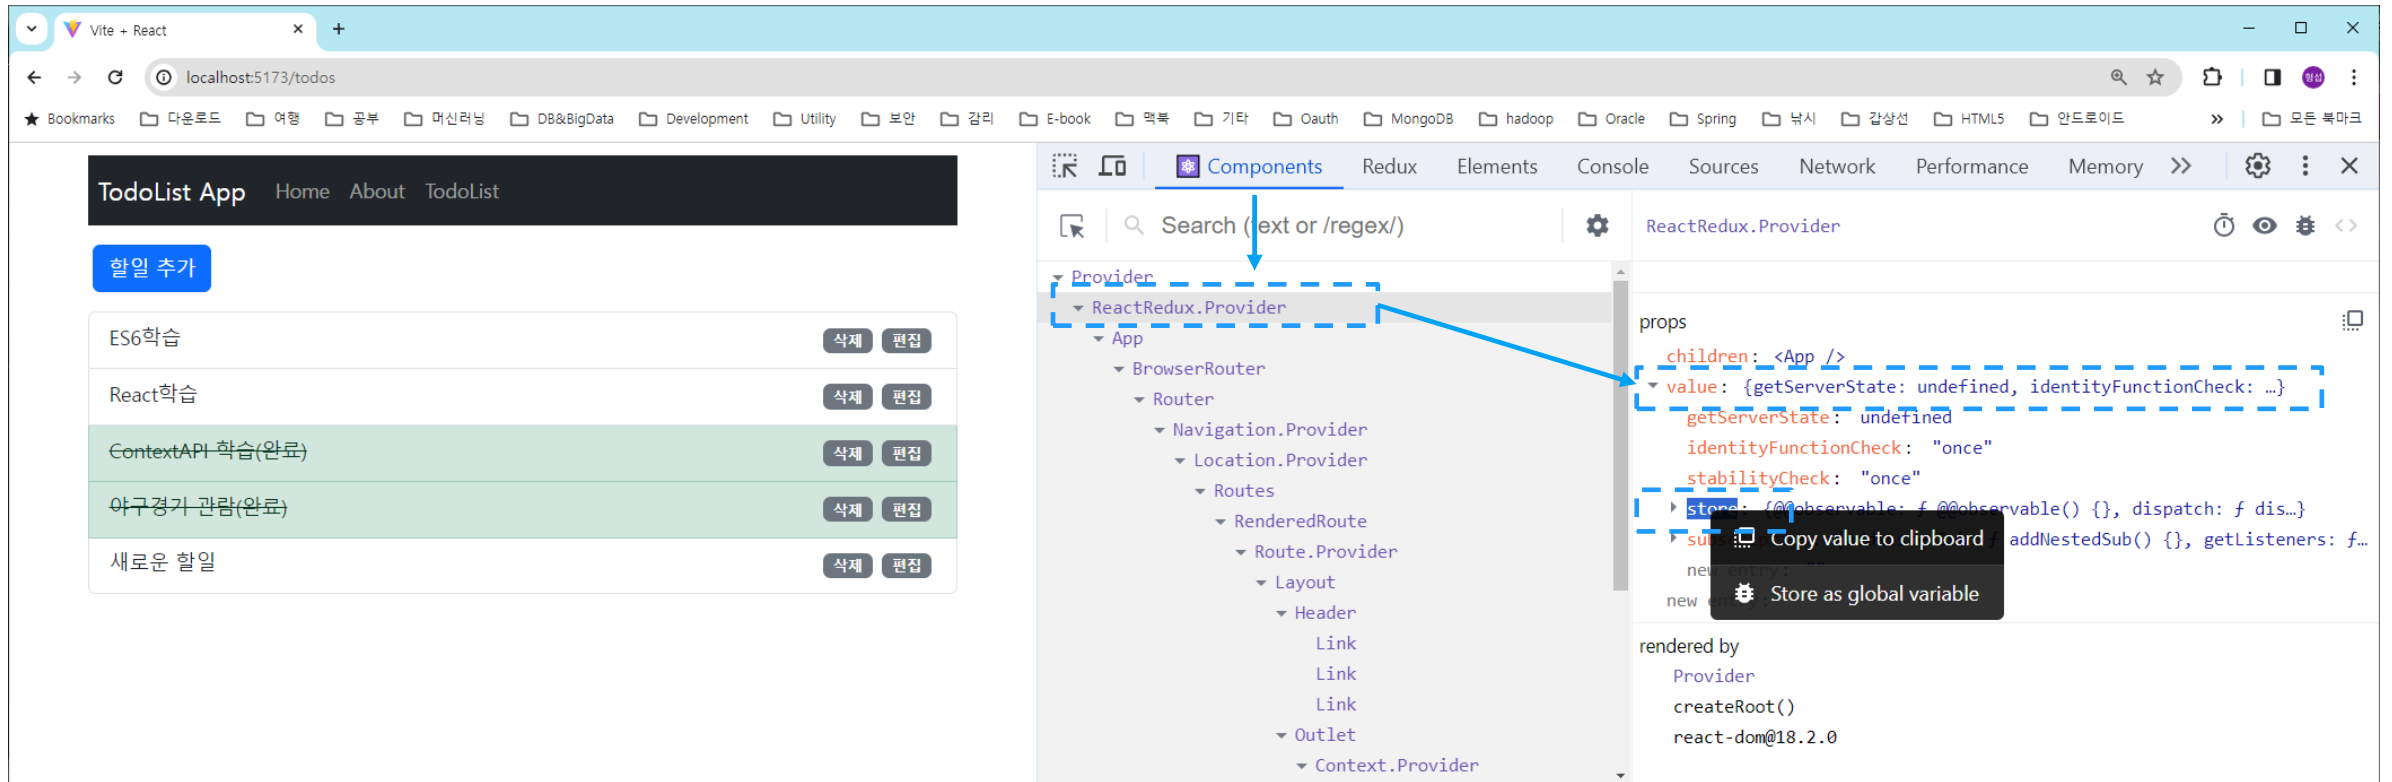 Vite + React
localhost:5173/todos
형섭
Bookmarks 다운로드 여행 공부 머신러닝 DB&BigData Development Utility 보안 감리 E-book 맥북 기타 Oauth MongoDB hadoop Oracle Spring 낚시 갑상선 HTML5 안드로이드 » 모든 북마크
TodoList App Home About TodoList
할일 추가
ES6학습 삭제 편집
React학습 삭제 편집
ContextAPI 학습(완료) 삭제 편집
야구경기 관람(완료) 삭제 편집
새로운 할일 삭제 편집
Components Redux Elements Console Sources Network Performance Memory
Search (text or /regex/)
Provider
ReactRedux.Provider
App
BrowserRouter
Router
Navigation.Provider
Location.Provider
Routes
RenderedRoute
Route.Provider
Layout
Header
Link
Link
Link
Outlet
Context.Provider
ReactRedux.Provider
props
children: <App />
value: {getServerState: undefined, identityFunctionCheck: …}
getServerState: undefined
identityFunctionCheck: "once"
stabilityCheck: "once"
store: {@@observable: ƒ @@observable() {}, dispatch: ƒ dis…}
addNestedSub() {}, getListeners: ƒ…
new entry: ""
new
Copy value to clipboard
Store as global variable
rendered by
Provider
createRoot()
react-dom@18.2.0